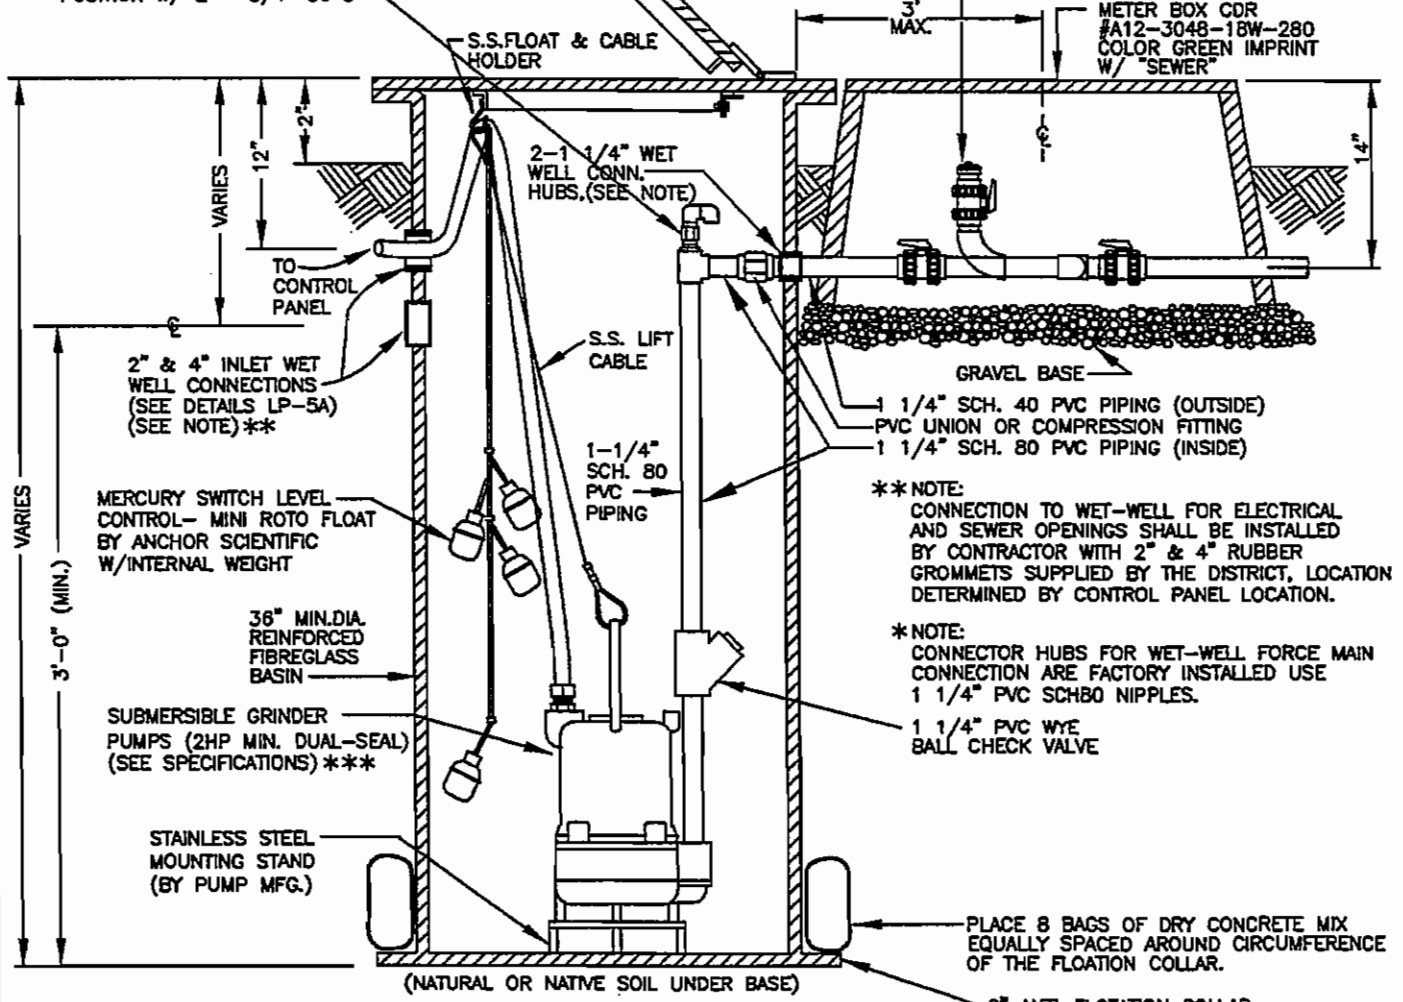 3'
MAX.
METER BOX CDR
#A12-3048-18W-280
COLOR GREEN IMPRINT
W/ "SEWER"
S.S.FLOAT & CABLE
HOLDER
VARIES
12"
2"
14"
2-1 1/4" WET
WELL CONN.
HUBS.(SEE NOTE)
TO
CONTROL
PANEL
2" & 4" INLET WET
WELL CONNECTIONS
(SEE DETAILS LP-5A)
(SEE NOTE)**
S.S. LIFT
CABLE
GRAVEL BASE
1 1/4" SCH. 40 PVC PIPING (OUTSIDE)
PVC UNION OR COMPRESSION FITTING
1 1/4" SCH. 80 PVC PIPING (INSIDE)
1-1/4"
SCH. 80
PVC
PIPING
VARIES
3'-0" (MIN.)
MERCURY SWITCH LEVEL
CONTROL- MINI ROTO FLOAT
BY ANCHOR SCIENTIFIC
W/INTERNAL WEIGHT
**NOTE:
CONNECTION TO WET-WELL FOR ELECTRICAL
AND SEWER OPENINGS SHALL BE INSTALLED
BY CONTRACTOR WITH 2" & 4" RUBBER
GROMMETS SUPPLIED BY THE DISTRICT, LOCATION
DETERMINED BY CONTROL PANEL LOCATION.
36" MIN.DIA.
REINFORCED
FIBREGLASS
BASIN
*NOTE:
CONNECTOR HUBS FOR WET-WELL FORCE MAIN
CONNECTION ARE FACTORY INSTALLED USE
1 1/4" PVC SCH80 NIPPLES.
SUBMERSIBLE GRINDER
PUMPS (2HP MIN. DUAL-SEAL)
(SEE SPECIFICATIONS)***
1 1/4" PVC WYE
BALL CHECK VALVE
STAINLESS STEEL
MOUNTING STAND
(BY PUMP MFG.)
PLACE 8 BAGS OF DRY CONCRETE MIX
EQUALLY SPACED AROUND CIRCUMFERENCE
OF THE FLOATION COLLAR.
(NATURAL OR NATIVE SOIL UNDER BASE)